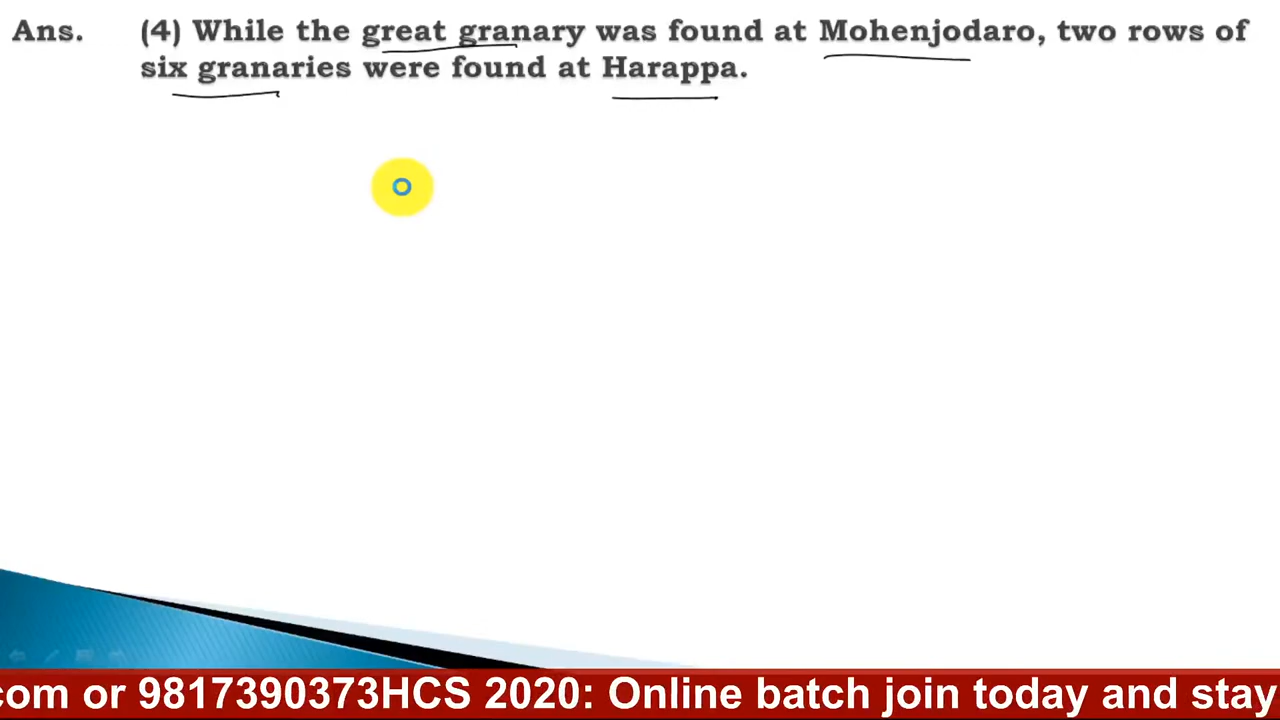 Ans. (4) While the great granary was found at Mohenjodaro, two rows of
six granaries were found at Harappa.
.com or 9817390373HCS 2020: Online batch join today and stay